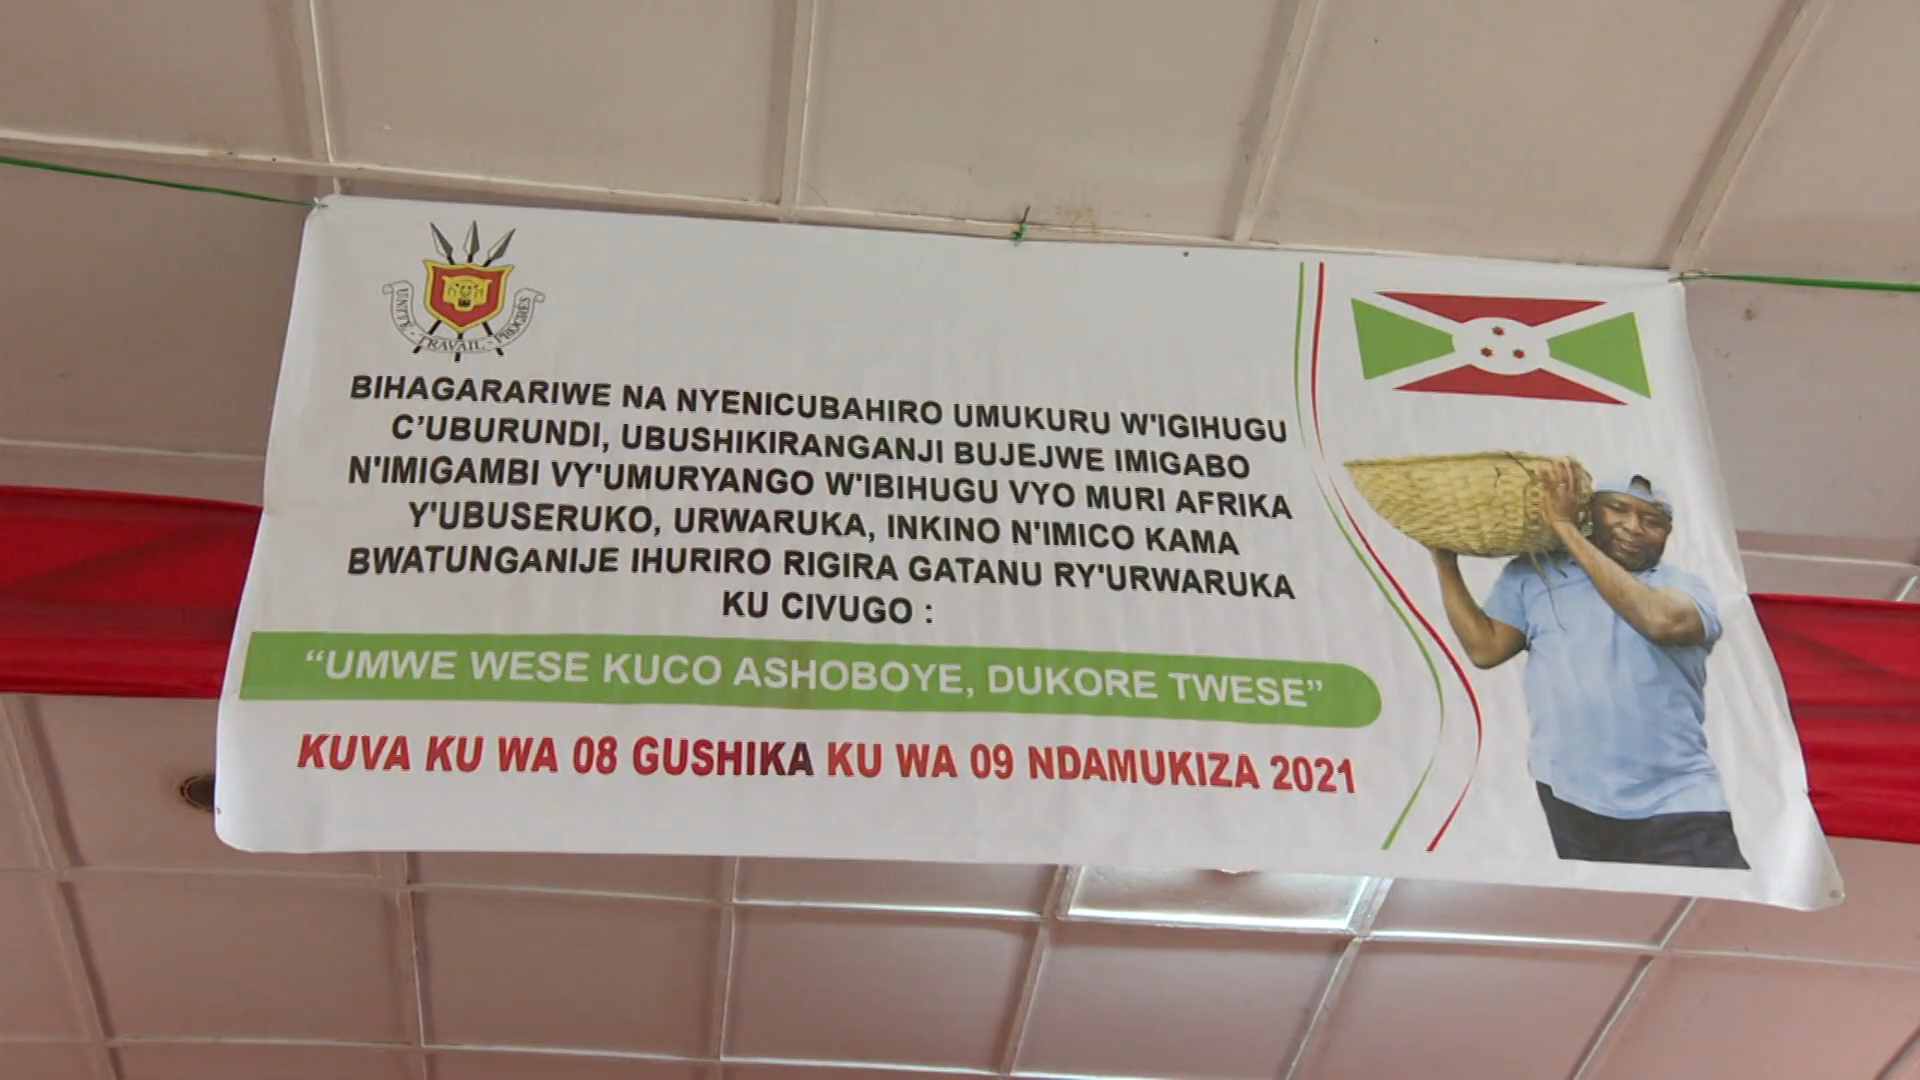 UNITE - TRAVAIL - PROGRES
BIHAGARARIWE NA NYENICUBAHIRO UMUKURU W'IGIHUGU
C'UBURUNDI, UBUSHIKIRANGANJI BUJEJWE IMIGABO
N'IMIGAMBI VY'UMURYANGO W'IBIHUGU VYO MURI AFRIKA
Y'UBUSERUKO, URWARUKA, INKINO N'IMICO KAMA
BWATUNGANIJE IHURIRO RIGIRA GATANU RY'URWARUKA
KU CIVUGO :
“UMWE WESE KUCO ASHOBOYE, DUKORE TWESE”
KUVA KU WA 08 GUSHIKA KU WA 09 NDAMUKIZA 2021